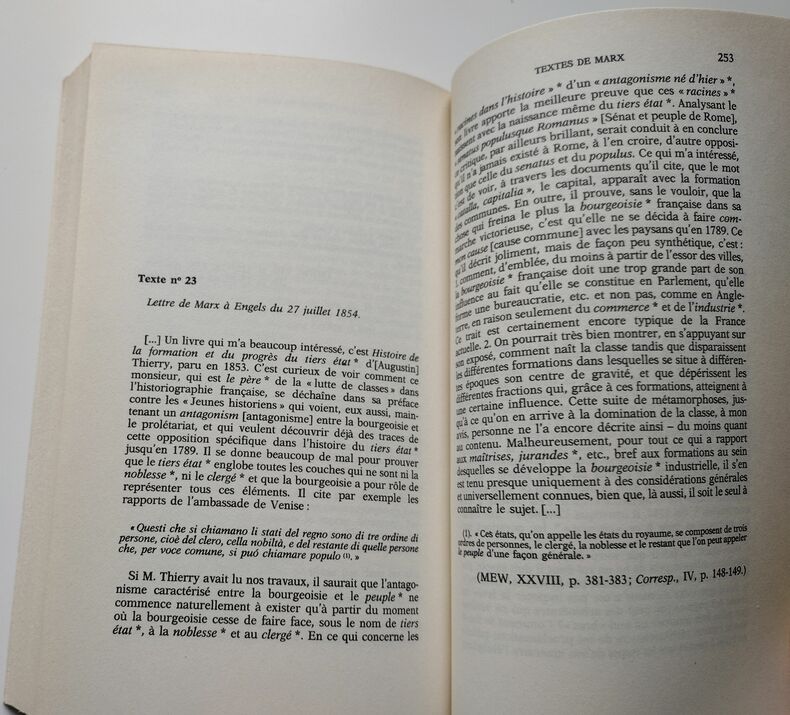 Texte nº 23
Lettre de Marx à Engels du 27 juillet 1854.
[...] Un livre qui m'a beaucoup intéressé, c'est Histoire de
la formation et du progrès du tiers état * d'[Augustin]
Thierry, paru en 1853. C'est curieux de voir comment ce
monsieur, qui est le père * de la « lutte de classes » dans
l'historiographie française, se déchaîne dans sa préface
contre les « Jeunes historiens » qui voient, eux aussi, main-
tenant un antagonism [antagonisme] entre la bourgeoisie et
le prolétariat, et qui veulent découvrir déjà des traces de
cette opposition spécifique dans l'histoire du tiers état *
jusqu'en 1789. Il se donne beaucoup de mal pour prouver
que le tiers état * englobe toutes les couches qui ne sont ni la
noblesse *, ni le clergé * et que la bourgeoisie a pour rôle de
représenter tous ces éléments. Il cite par exemple les
rapports de l'ambassade de Venise :
« Questi che si chiamano li stati del regno sono di tre ordine di
persone, cioè del clero, cella nobiltà, e del restante di quelle persone
che, per voce comune, si puó chiamare populo (1). »
Si M. Thierry avait lu nos travaux, il saurait que l'antago-
nisme caractérisé entre la bourgeoisie et le peuple * ne
commence naturellement à exister qu'à partir du moment
où la bourgeoisie cesse de faire face, sous le nom de tiers
état *, à la noblesse * et au clergé *. En ce qui concerne les
TEXTES DE MARX 253
racines dans l'histoire » * d'un « antagonisme né d'hier » *,
livre apporte la meilleure preuve que ces « racines » *
avec la naissance même du tiers état *. Analysant le
senatus populusque Romanus » [Sénat et peuple de Rome],
critique, par ailleurs brillant, serait conduit à en conclure
qu'il n'a jamais existé à Rome, à l'en croire, d'autre opposi-
que celle du senatus et du populus. Ce qui m'a intéressé,
c'est de voir, à travers les documents qu'il cite, que le mot
capitalia », le capital, apparaît avec la formation
des communes. En outre, il prouve, sans le vouloir, que la
chose qui freina le plus la bourgeoisie * française dans sa
marche victorieuse, c'est qu'elle ne se décida à faire com-
mon cause [cause commune] avec les paysans qu'en 1789. Ce
qu'il décrit joliment, mais de façon peu synthétique, c'est :
1. comment, d'emblée, du moins à partir de l'essor des villes,
la bourgeoisie * française doit une trop grande part de son
influence au fait qu'elle se constitue en Parlement, qu'elle
forme une bureaucratie, etc. et non pas, comme en Angle-
terre, en raison seulement du commerce * et de l'industrie *.
Ce trait est certainement encore typique de la France
actuelle. 2. On pourrait très bien montrer, en s'appuyant sur
son exposé, comment naît la classe tandis que disparaissent
les différentes formations dans lesquelles se situe à différen-
tes époques son centre de gravité, et que dépérissent les
différentes fractions qui, grâce à ces formations, atteignent à
une certaine influence. Cette suite de métamorphoses, jus-
qu'à ce qu'on en arrive à la domination de la classe, à mon
avis, personne ne l'a encore décrite ainsi – du moins quant
au contenu. Malheureusement, pour tout ce qui a rapport
aux maîtrises, jurandes *, etc., bref aux formations au sein
desquelles se développe la bourgeoisie * industrielle, il s'en
est tenu presque uniquement à des considérations générales
et universellement connues, bien que, là aussi, il soit le seul à
connaître le sujet. [...]
(1). « Ces états, qu'on appelle les états du royaume, se composent de trois
ordres de personnes, le clergé, la noblesse et le restant que l'on peut appeler
le peuple d'une façon générale. »
(MEW, XXVIII, p. 381-383; Corresp., IV, p. 148-149.)